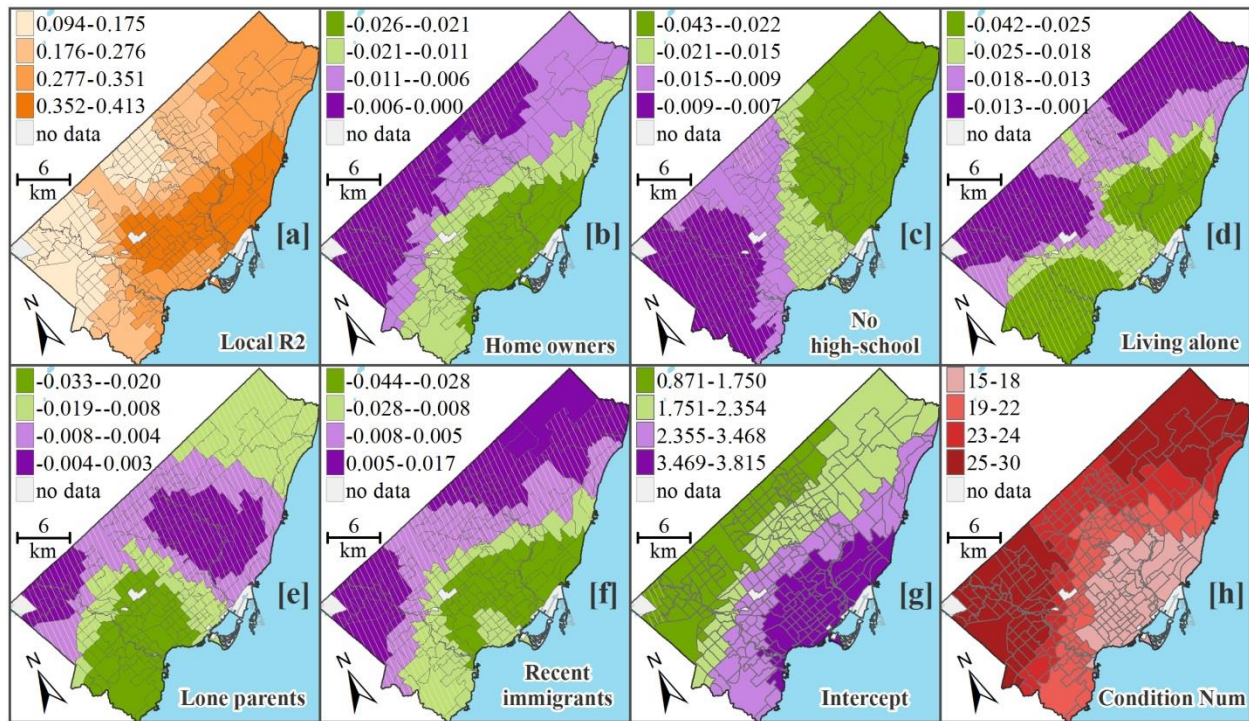 0.094-0.175
0.176-0.276
0.277-0.351
0.352-0.413
no data
6
km
[a]
N
Local R2
-0.026--0.021
-0.021--0.011
-0.011--0.006
-0.006-0.000
no data
6
km
[b]
N
Home owners
-0.043--0.022
-0.021--0.015
-0.015--0.009
-0.009--0.007
no data
6
km
[c]
N
No
high-school
-0.042--0.025
-0.025--0.018
-0.018--0.013
-0.013--0.001
no data
6
km
[d]
N
Living alone
-0.033--0.020
-0.019--0.008
-0.008--0.004
-0.004-0.003
no data
6
km
[e]
N
Lone parents
-0.044--0.028
-0.028--0.008
-0.008-0.005
0.005-0.017
no data
6
km
[f]
N
Recent
immigrants
0.871-1.750
1.751-2.354
2.355-3.468
3.469-3.815
no data
6
km
[g]
N
Intercept
15-18
19-22
23-24
25-30
no data
6
km
[h]
N
Condition Num